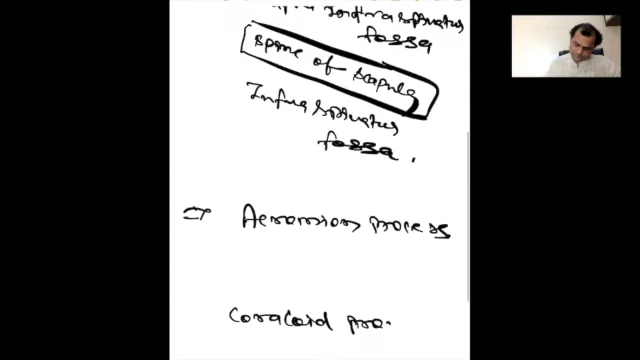 fossa
Spine of Scapula
Infraspinatus
fossa.
Acromion process
Coracoid pro